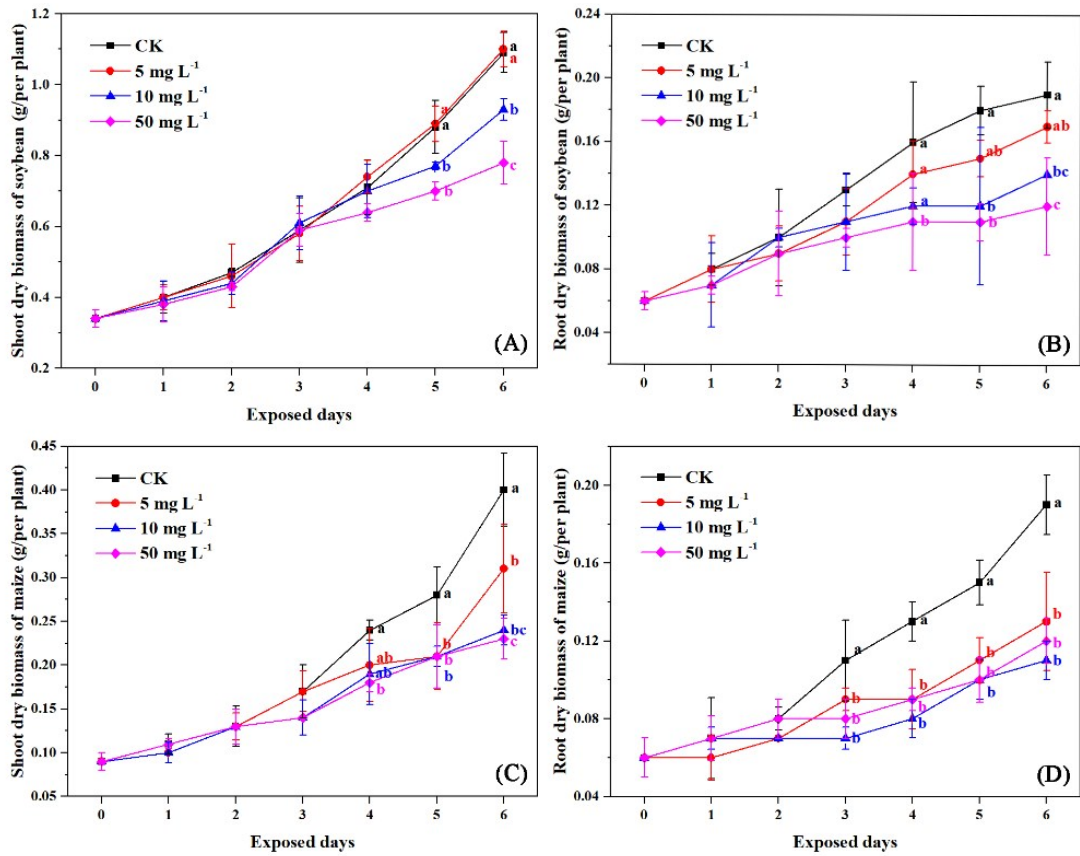 Shoot dry biomass of soybean (g/per plant)
1.2
1.0
0.8
0.6
0.4
0.2
CK
5 mg L⁻¹
10 mg L⁻¹
50 mg L⁻¹
a
a
a
a
b
b
b
c
0 1 2 3 4 5 6
Exposed days
(A)
Root dry biomass of soybean (g/per plant)
0.24
0.20
0.16
0.12
0.08
0.04
CK
5 mg L⁻¹
10 mg L⁻¹
50 mg L⁻¹
a a a
a ab ab
a b bc
b b c
0 1 2 3 4 5 6
Exposed days
(B)
Shoot dry biomass of maize (g/per plant)
0.45
0.40
0.35
0.30
0.25
0.20
0.15
0.10
0.05
CK
5 mg L⁻¹
10 mg L⁻¹
50 mg L⁻¹
a a a
ab b b
ab b bc
b b c
0 1 2 3 4 5 6
Exposed days
(C)
Root dry biomass of maize (g/per plant)
0.20
0.16
0.12
0.08
0.04
CK
5 mg L⁻¹
10 mg L⁻¹
50 mg L⁻¹
a a a a
b b b b
b b b b
b b b b
0 1 2 3 4 5 6
Exposed days
(D)